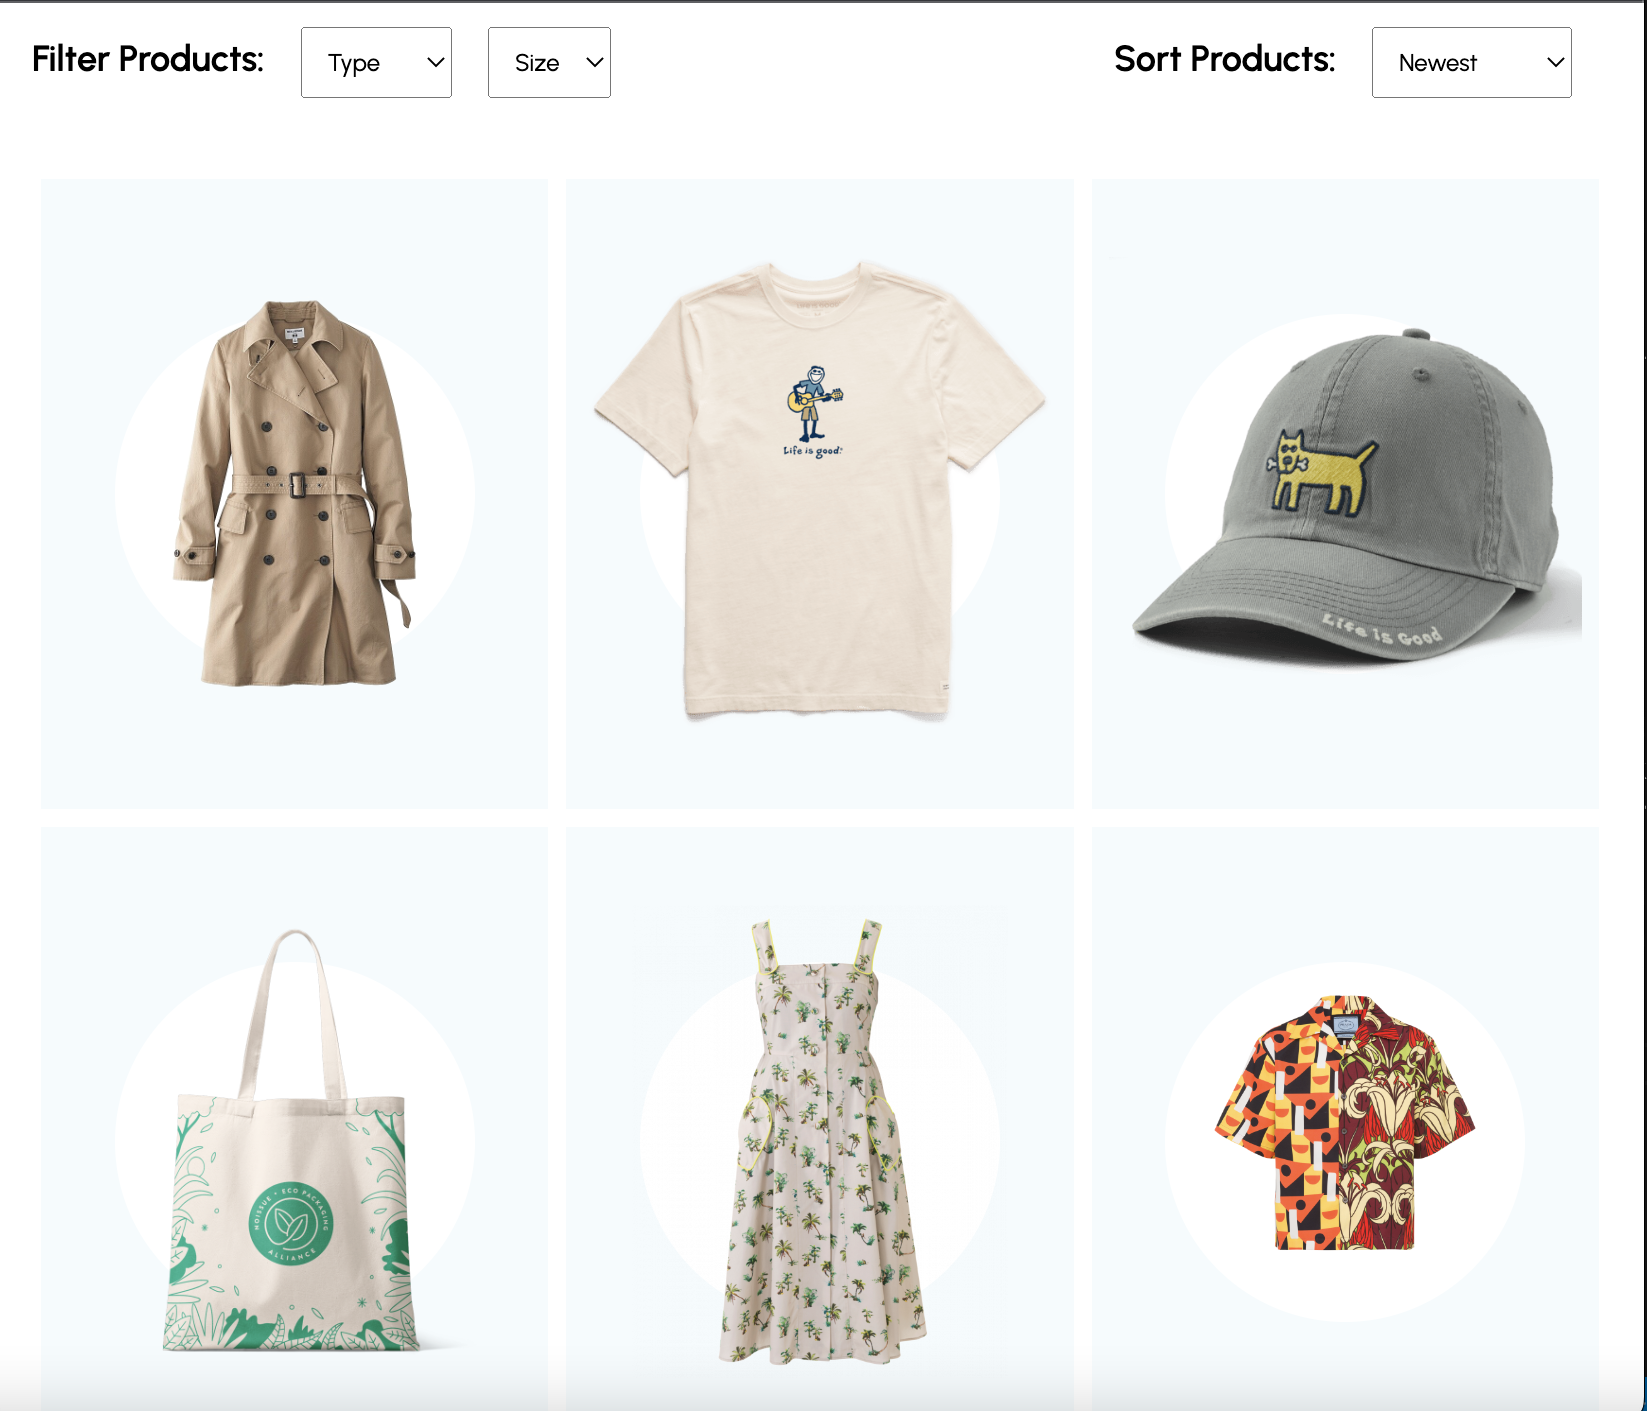 Filter Products:
Type
Size
Sort Products:
Newest
Life is good.
Life is Good
NOISSUE • ECO PACKAGING
ALLIANCE